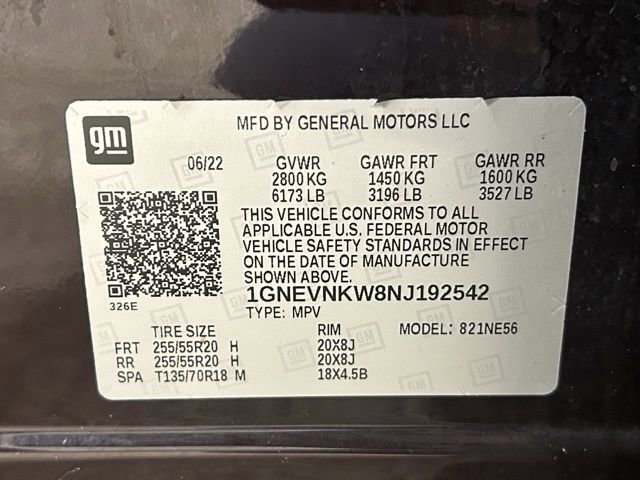 gm
MFD BY GENERAL MOTORS LLC
06/22 GVWR GAWR FRT GAWR RR
2800 KG 1450 KG 1600 KG
6173 LB 3196 LB 3527 LB
THIS VEHICLE CONFORMS TO ALL
APPLICABLE U.S. FEDERAL MOTOR
VEHICLE SAFETY STANDARDS IN EFFECT
ON THE DATE OF MANUFACTURE
SHOWN ABOVE.
326E
1GNEVNKW8NJ192542
TYPE: MPV
TIRE SIZE RIM MODEL: 821NE56
FRT 255/55R20 H 20X8J
RR 255/55R20 H 20X8J
SPA T135/70R18 M 18X4.5B